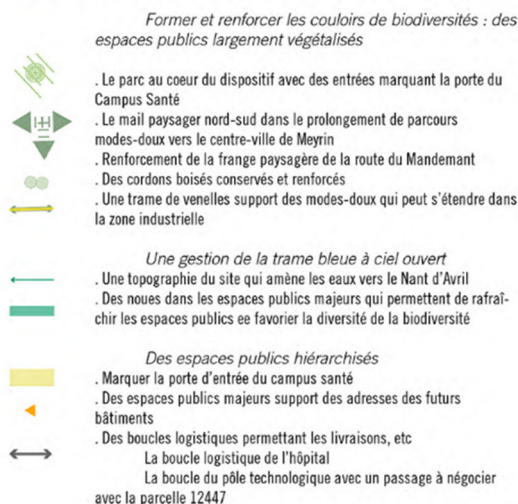 Former et renforcer les couloirs de biodiversités : des
espaces publics largement végétalisés
. Le parc au coeur du dispositif avec des entrées marquant la porte du
Campus Santé
. Le mail paysager nord-sud dans le prolongement de parcours
modes-doux vers le centre-ville de Meyrin
. Renforcement de la frange paysagère de la route du Mandemant
. Des cordons boisés conservés et renforcés
. Une trame de venelles support des modes-doux qui peut s'étendre dans
la zone industrielle
Une gestion de la trame bleue à ciel ouvert
. Une topographie du site qui amène les eaux vers le Nant d'Avril
. Des noues dans les espaces publics majeurs qui permettent de rafraî-
chir les espaces publics ee favorier la diversité de la biodiversité
Des espaces publics hiérarchisés
. Marquer la porte d'entrée du campus santé
. Des espaces publics majeurs support des adresses des futurs
bâtiments
. Des boucles logistiques permettant les livraisons, etc
La boucle logistique de l'hôpital
La boucle du pôle technologique avec un passage à négocier
avec la parcelle 12447